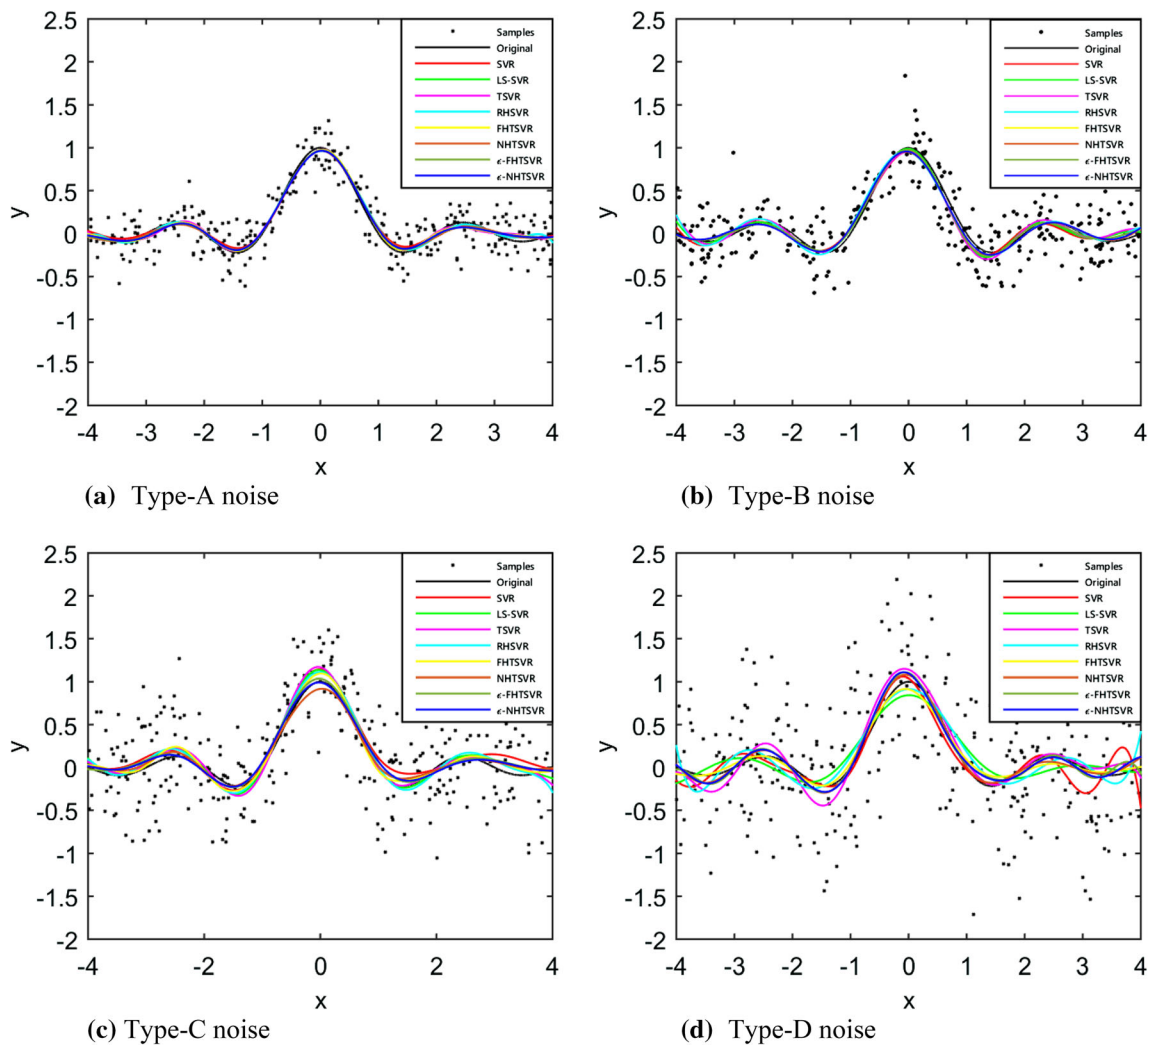 2.5
2
1.5
1
0.5
0
-0.5
-1
-1.5
-2
y
-4 -3 -2 -1 0 1 2 3 4
x
Samples
Original
SVR
LS-SVR
TSVR
RHSVR
FHTSVR
NHTSVR
ϵ-FHTSVR
ϵ-NHTSVR
(a) Type-A noise
2.5
2
1.5
1
0.5
0
-0.5
-1
-1.5
-2
y
-4 -3 -2 -1 0 1 2 3 4
x
Samples
Original
SVR
LS-SVR
TSVR
RHSVR
FHTSVR
NHTSVR
ϵ-FHTSVR
ϵ-NHTSVR
(b) Type-B noise
2.5
2
1.5
1
0.5
0
-0.5
-1
-1.5
-2
y
-4 -2 0 2 4
x
Samples
Original
SVR
LS-SVR
TSVR
RHSVR
FHTSVR
NHTSVR
ϵ-FHTSVR
ϵ-NHTSVR
(c) Type-C noise
2.5
2
1.5
1
0.5
0
-0.5
-1
-1.5
-2
y
-4 -3 -2 -1 0 1 2 3 4
x
Samples
Original
SVR
LS-SVR
TSVR
RHSVR
FHTSVR
NHTSVR
ϵ-FHTSVR
ϵ-NHTSVR
(d) Type-D noise